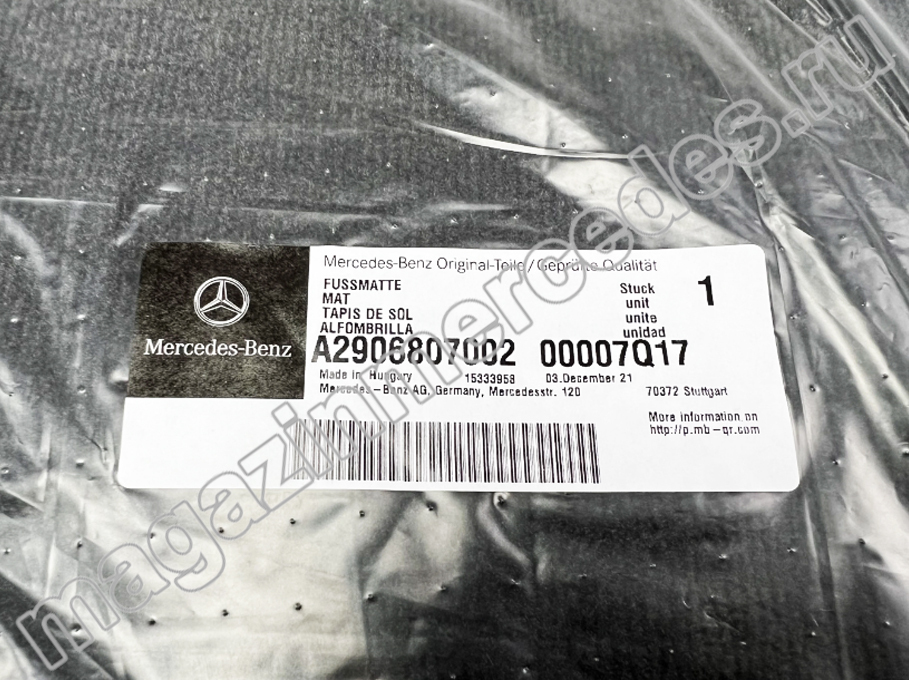 Mercedes-Benz
Mercedes-Benz Original-Teile/Geprüfte Qualität
FUSSMATTE
MAT
TAPIS DE SOL
ALFOMBRILLA
Stuck
unit
unite
unidad
1
A2906807002 00007Q17
Made in Hungary 15333958 03.December 21
Mercedes-Benz AG, Germany, Mercedesstr. 120 70372 Stuttgart
More information on
http://p.mb-qr.com
magazinmercedes.ru